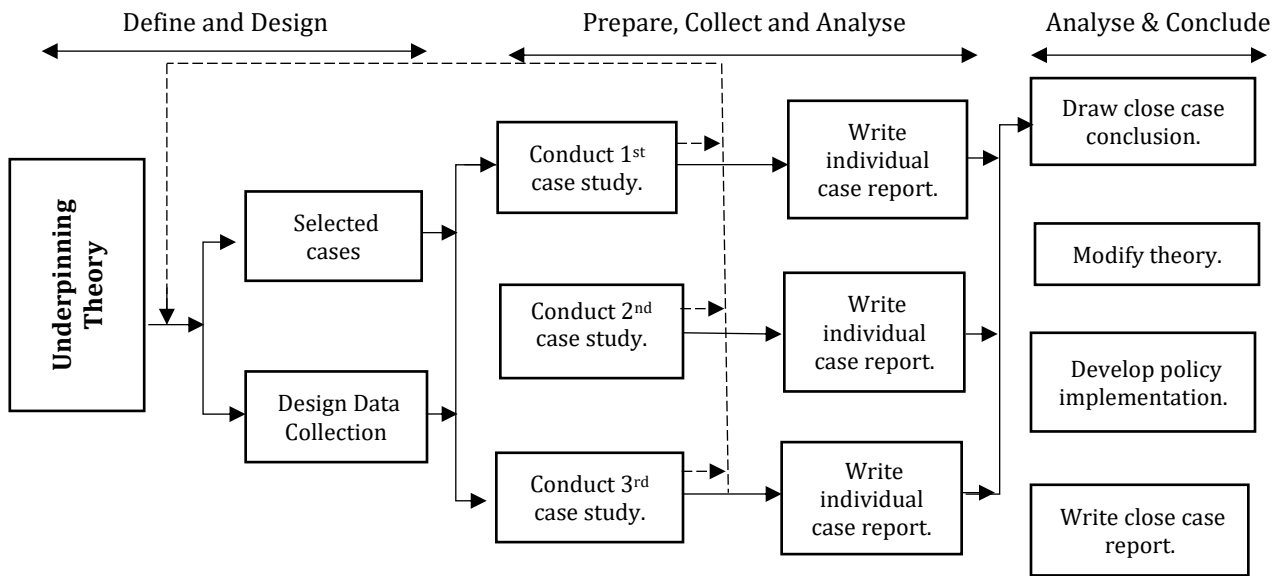 Define and Design
Prepare, Collect and Analyse
Analyse & Conclude
Underpinning
Theory
Selected
cases
Design Data
Collection
Conduct 1st
case study.
Conduct 2nd
case study.
Conduct 3rd
case study.
Write
individual
case report.
Write
individual
case report.
Write
individual
case report.
Draw close case
conclusion.
Modify theory.
Develop policy
implementation.
Write close case
report.